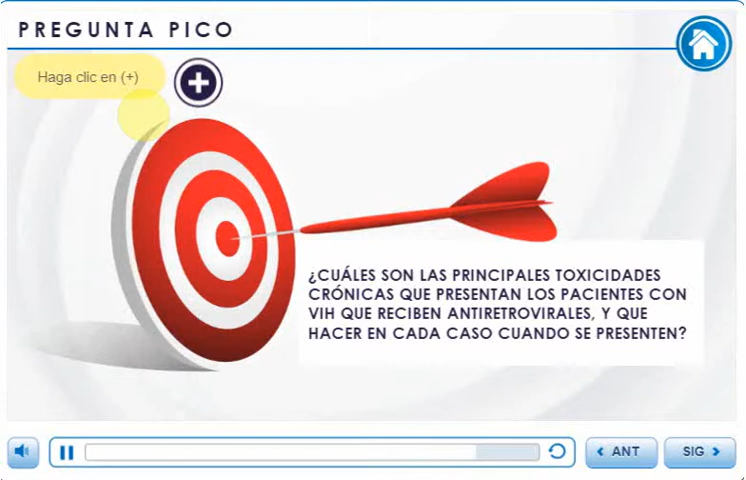 PREGUNTA PICO
Haga clic en (+)
¿CUÁLES SON LAS PRINCIPALES TOXICIDADES
CRÓNICAS QUE PRESENTAN LOS PACIENTES CON
VIH QUE RECIBEN ANTIRETROVIRALES, Y QUE
HACER EN CADA CASO CUANDO SE PRESENTEN?
ANT
SIG